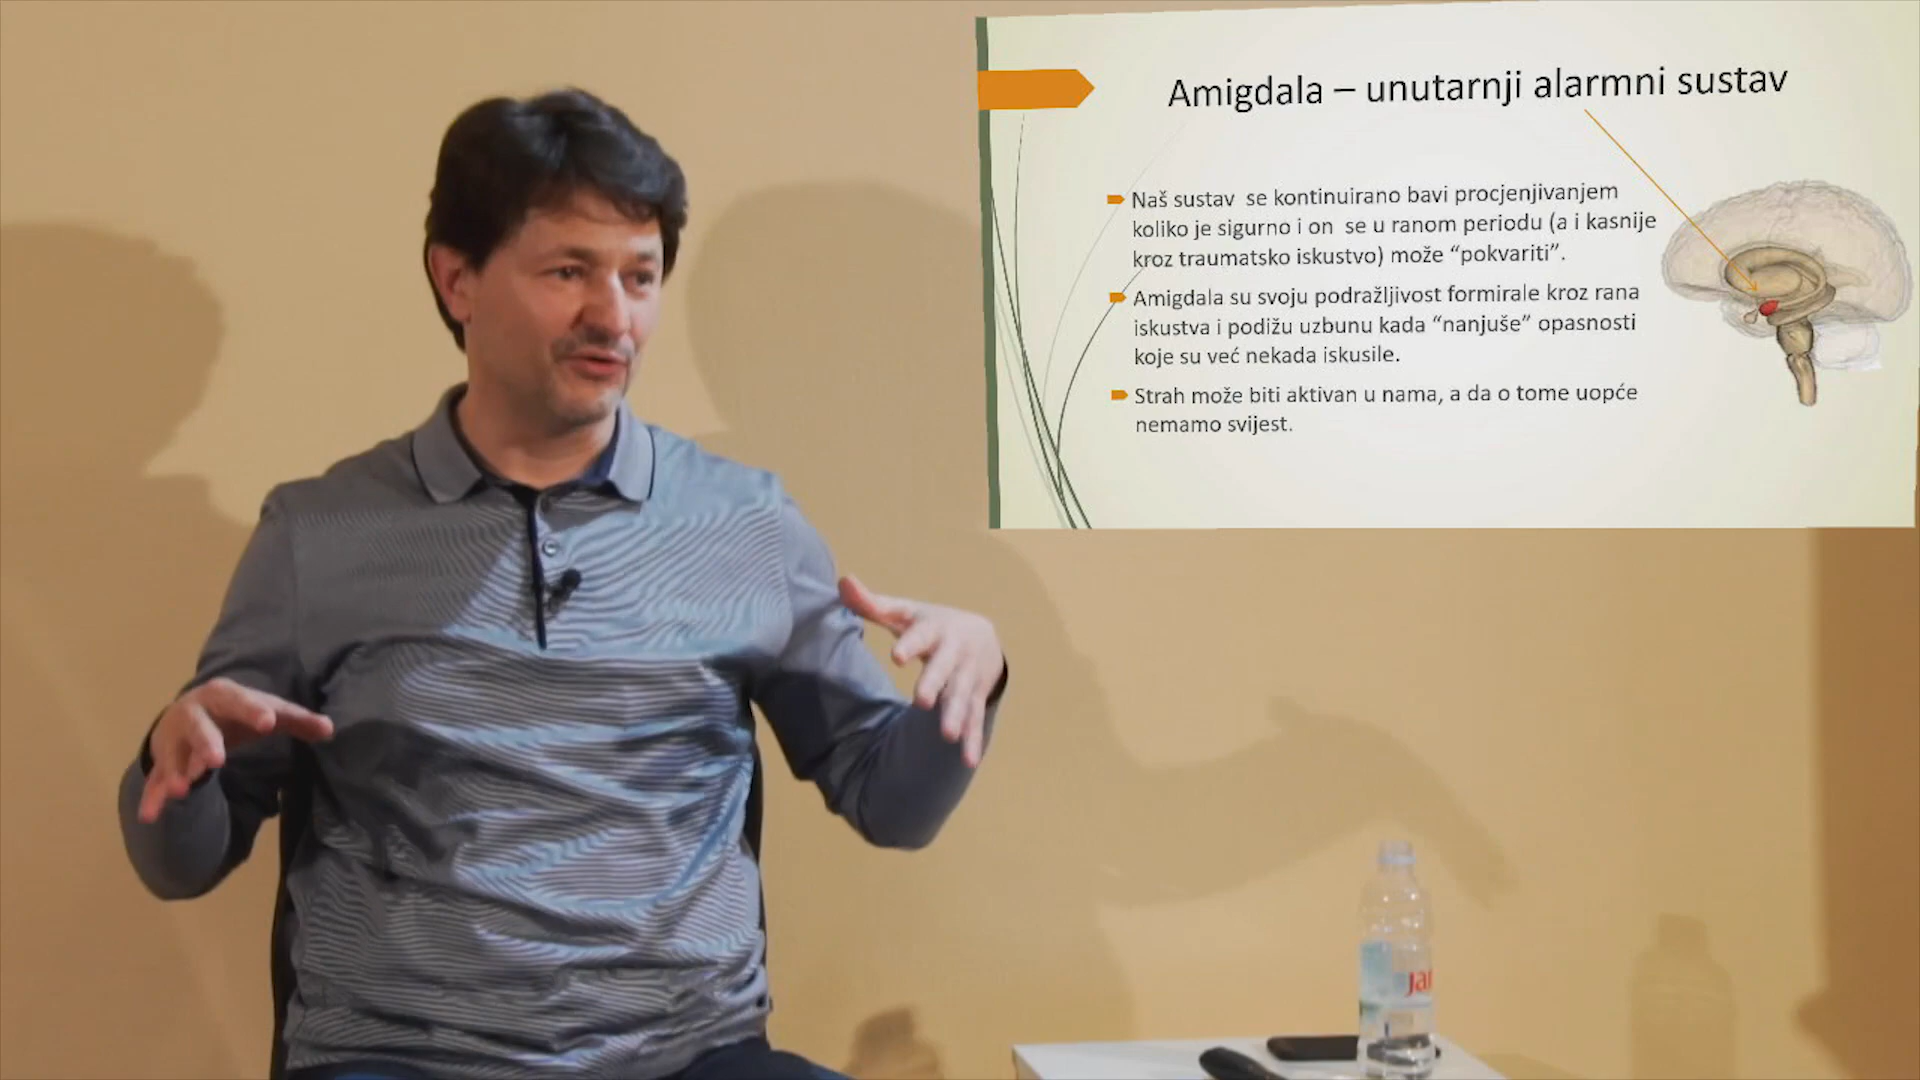 Amigdala – unutarnji alarmni sustav
Naš sustav se kontinuirano bavi procjenjivanjem
koliko je sigurno i on se u ranom periodu (a i kasnije
kroz traumatsko iskustvo) može “pokvariti”.
Amigdala su svoju podražljivost formirale kroz rana
iskustva i podižu uzbunu kada “nanjuše” opasnosti
koje su već nekada iskusile.
Strah može biti aktivan u nama, a da o tome uopće
nemamo svijest.